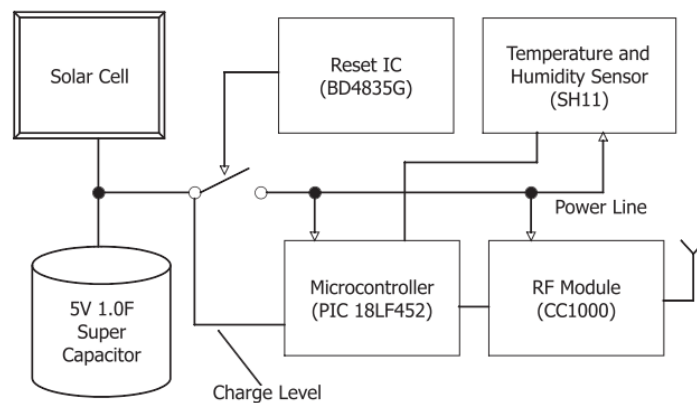 Solar Cell
Reset IC
(BD4835G)
Temperature and
Humidity Sensor
(SH11)
Power Line
5V 1.0F
Super
Capacitor
Microcontroller
(PIC 18LF452)
RF Module
(CC1000)
Charge Level